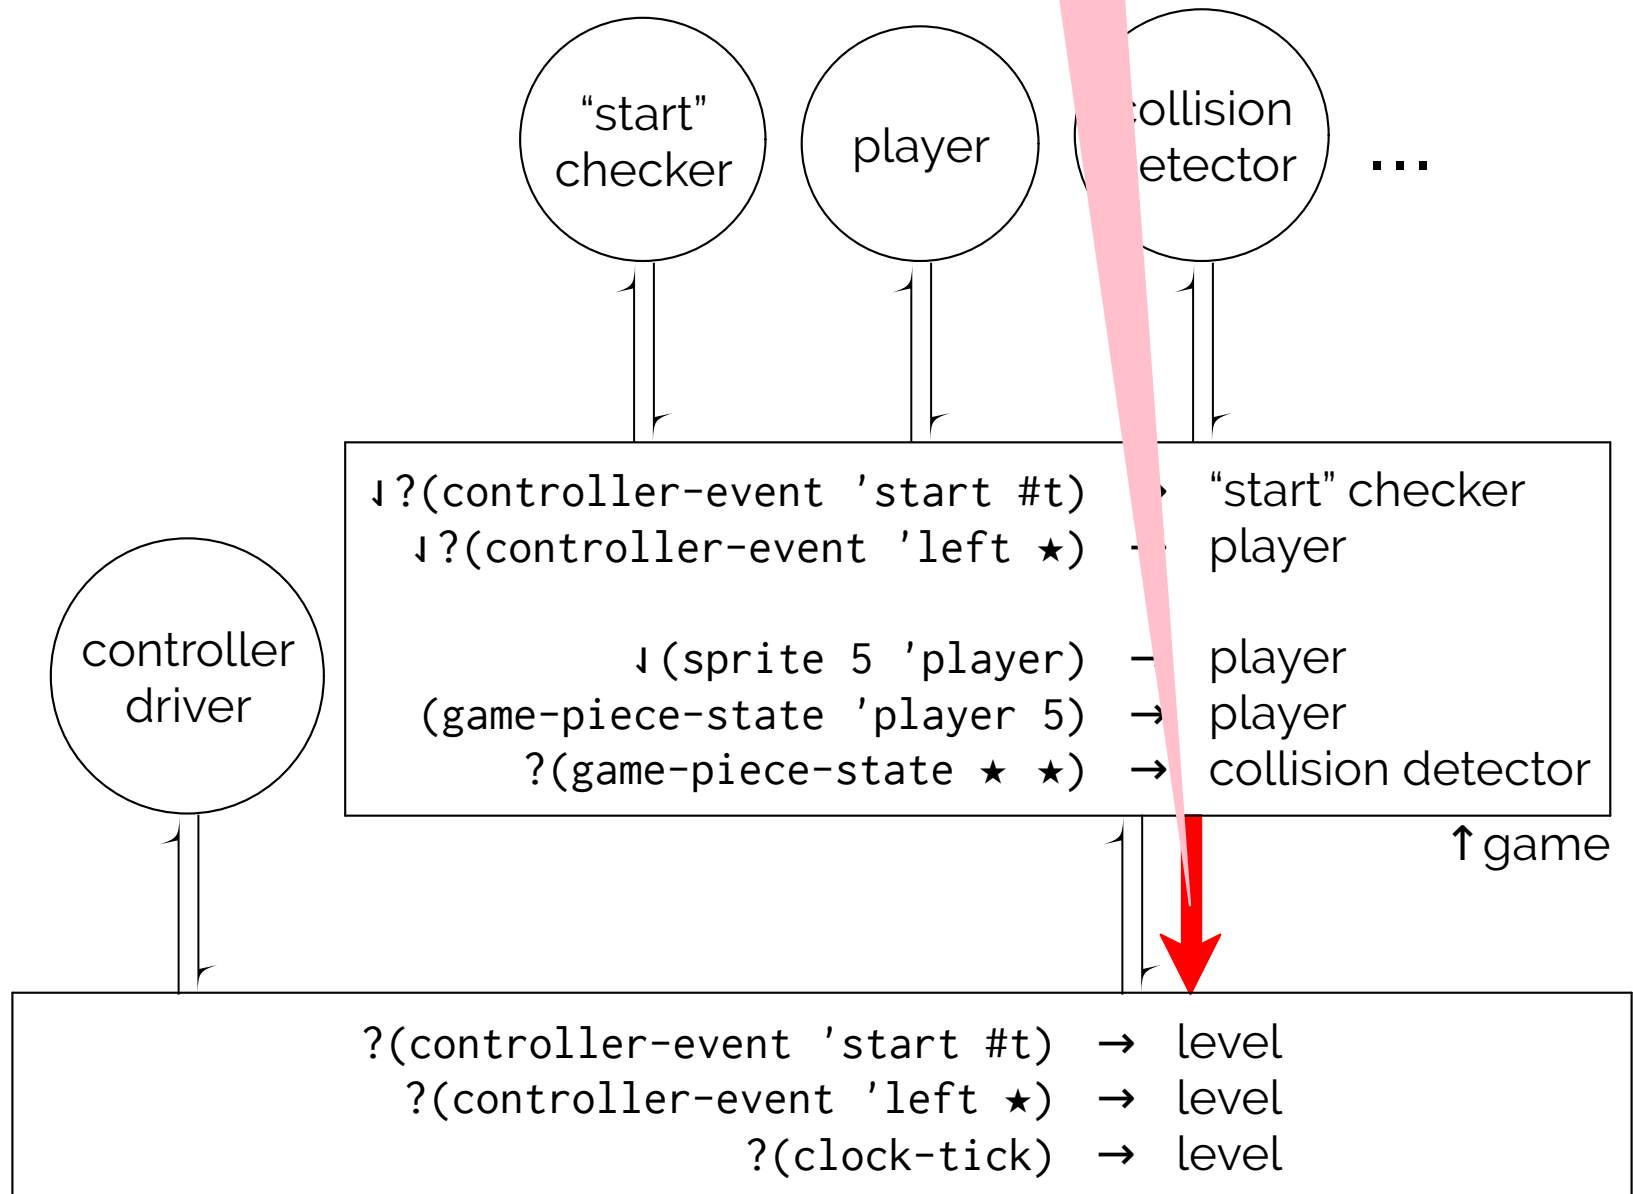 “start”
checker
player
collision
detector
...
⇃?(controller-event 'start #t) → “start” checker
⇃?(controller-event 'left ★) → player
⇃(sprite 5 'player) → player
(game-piece-state 'player 5) → player
?(game-piece-state ★ ★) → collision detector
controller
driver
↑game
?(controller-event 'start #t) → level
?(controller-event 'left ★) → level
?(clock-tick) → level